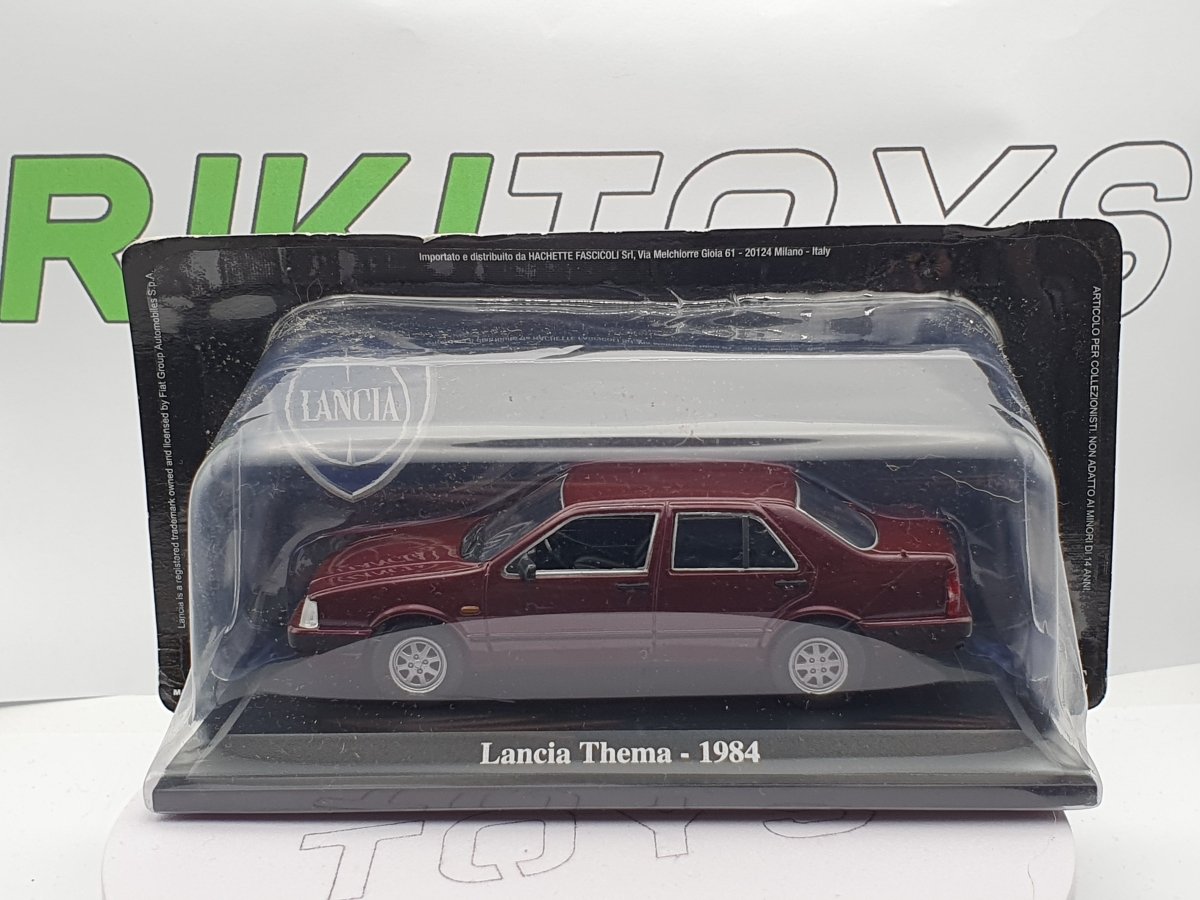 RIKITOYS
Importato e distribuito da HACHETTE FASCICOLI Srl, Via Melchiorre Gioia 61 - 20124 Milano - Italy
Lancia is a registered trademark owned and licensed by Fiat Group Automobiles S.p.A.
ARTICOLO PER COLLEZIONISTI. NON ADATTO AI MINORI DI 14 ANNI.
LANCIA
Lancia Thema - 1984
TOYS